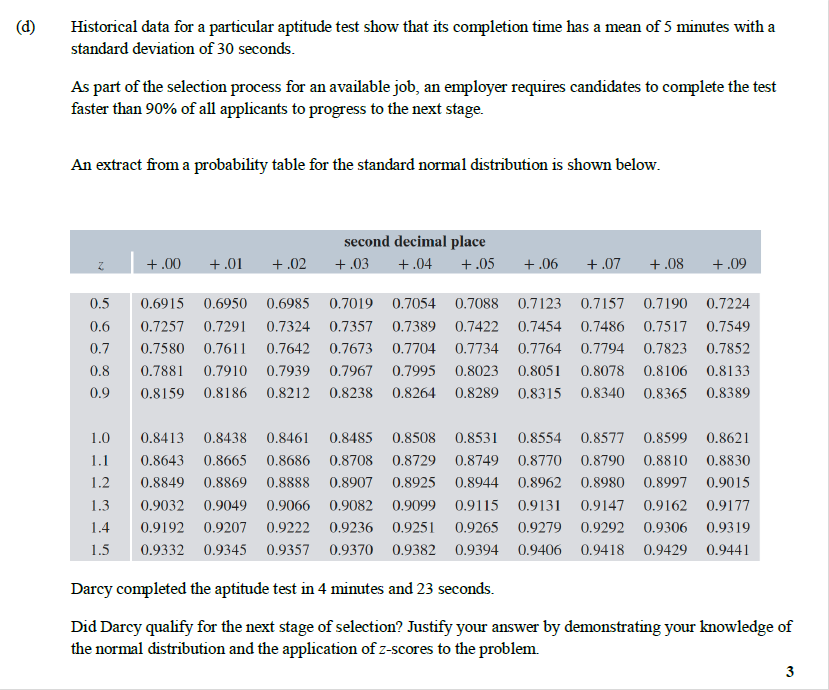 (d) Historical data for a particular aptitude test show that its completion time has a mean of 5 minutes with a
standard deviation of 30 seconds.
As part of the selection process for an available job, an employer requires candidates to complete the test
faster than 90% of all applicants to progress to the next stage.
An extract from a probability table for the standard normal distribution is shown below.
second decimal place
z +.00 +.01 +.02 +.03 +.04 +.05 +.06 +.07 +.08 +.09
0.5 0.6915 0.6950 0.6985 0.7019 0.7054 0.7088 0.7123 0.7157 0.7190 0.7224
0.6 0.7257 0.7291 0.7324 0.7357 0.7389 0.7422 0.7454 0.7486 0.7517 0.7549
0.7 0.7580 0.7611 0.7642 0.7673 0.7704 0.7734 0.7764 0.7794 0.7823 0.7852
0.8 0.7881 0.7910 0.7939 0.7967 0.7995 0.8023 0.8051 0.8078 0.8106 0.8133
0.9 0.8159 0.8186 0.8212 0.8238 0.8264 0.8289 0.8315 0.8340 0.8365 0.8389
1.0 0.8413 0.8438 0.8461 0.8485 0.8508 0.8531 0.8554 0.8577 0.8599 0.8621
1.1 0.8643 0.8665 0.8686 0.8708 0.8729 0.8749 0.8770 0.8790 0.8810 0.8830
1.2 0.8849 0.8869 0.8888 0.8907 0.8925 0.8944 0.8962 0.8980 0.8997 0.9015
1.3 0.9032 0.9049 0.9066 0.9082 0.9099 0.9115 0.9131 0.9147 0.9162 0.9177
1.4 0.9192 0.9207 0.9222 0.9236 0.9251 0.9265 0.9279 0.9292 0.9306 0.9319
1.5 0.9332 0.9345 0.9357 0.9370 0.9382 0.9394 0.9406 0.9418 0.9429 0.9441
Darcy completed the aptitude test in 4 minutes and 23 seconds.
Did Darcy qualify for the next stage of selection? Justify your answer by demonstrating your knowledge of
the normal distribution and the application of z-scores to the problem.
3